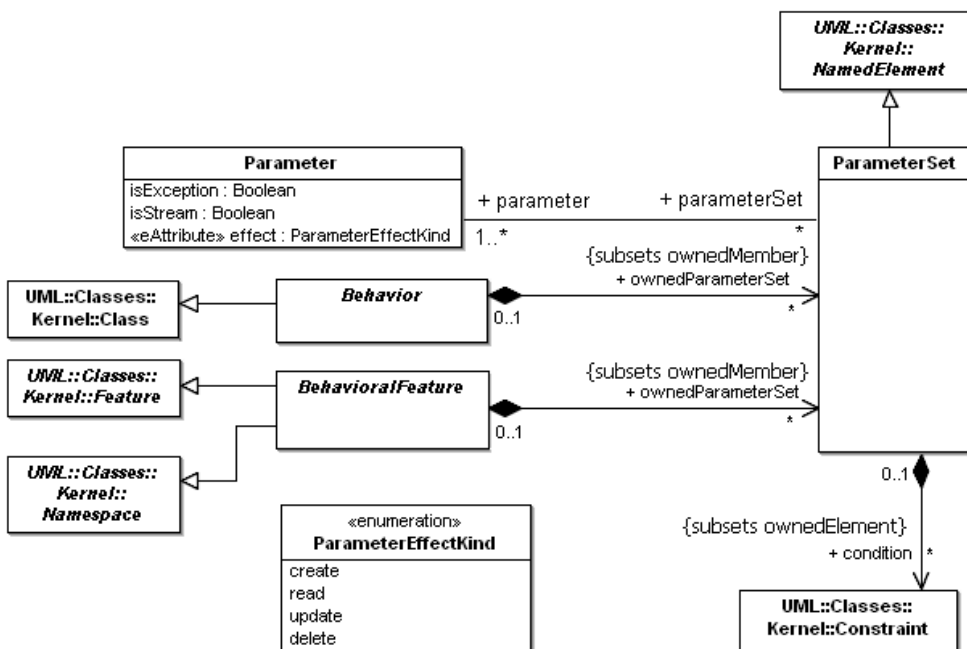 UML::Classes::
Kernel::
NamedElement
Parameter
isException : Boolean
isStream : Boolean
«eAttribute» effect : ParameterEffectKind
+ parameter
1..*
+ parameterSet
*
ParameterSet
{subsets ownedMember}
+ ownedParameterSet
*
0..1
Behavior
UML::Classes::
Kernel::Class
UML::Classes::
Kernel::Feature
BehavioralFeature
0..1
{subsets ownedMember}
+ ownedParameterSet
*
UML::Classes::
Kernel::
Namespace
«enumeration»
ParameterEffectKind
create
read
update
delete
0..1
{subsets ownedElement}
+ condition
*
UML::Classes::
Kernel::Constraint